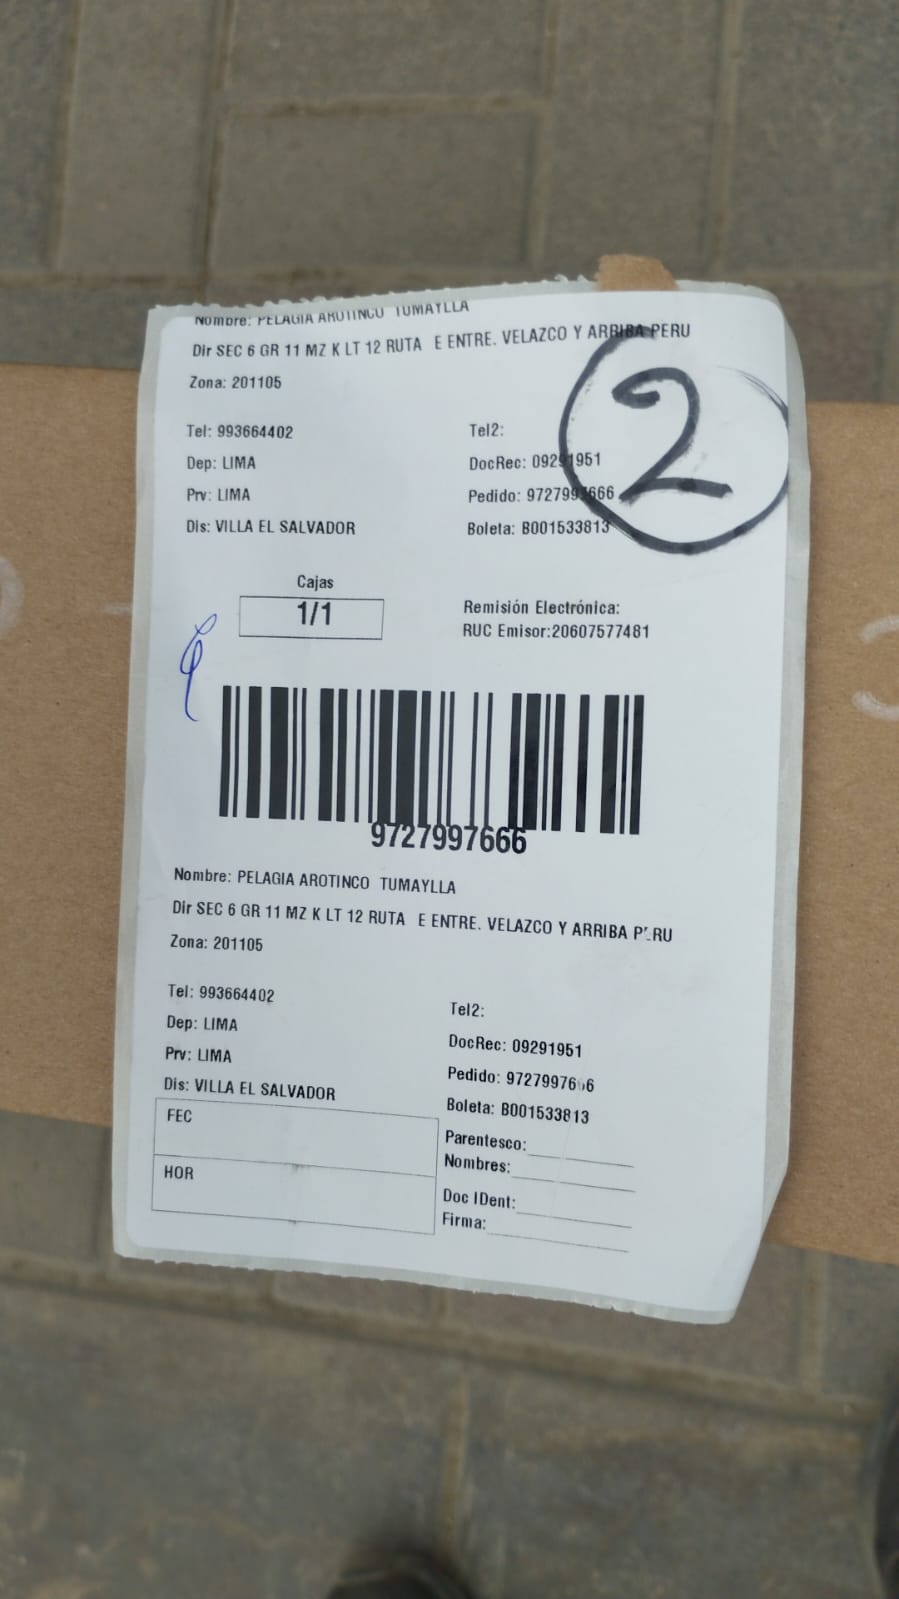 Nombre: PELAGIA AROTINCO TUMAYLLA
Dir SEC 6 GR 11 MZ K LT 12 RUTA E ENTRE. VELAZCO Y ARRIBA PERU
Zona: 201105
2
Tel: 993664402 Tel2:
Dep: LIMA DocRec: 09291951
Prv: LIMA Pedido: 9727997666
Dis: VILLA EL SALVADOR Boleta: B001533813
Cajas
1/1
Remisión Electrónica:
RUC Emisor:20607577481
9727997666
Nombre: PELAGIA AROTINCO TUMAYLLA
Dir SEC 6 GR 11 MZ K LT 12 RUTA E ENTRE. VELAZCO Y ARRIBA PERU
Zona: 201105
Tel: 993664402 Tel2:
Dep: LIMA DocRec: 09291951
Prv: LIMA Pedido: 9727997666
Dis: VILLA EL SALVADOR Boleta: B001533813
FEC Parentesco:
Nombres:
HOR Doc IDent:
Firma: